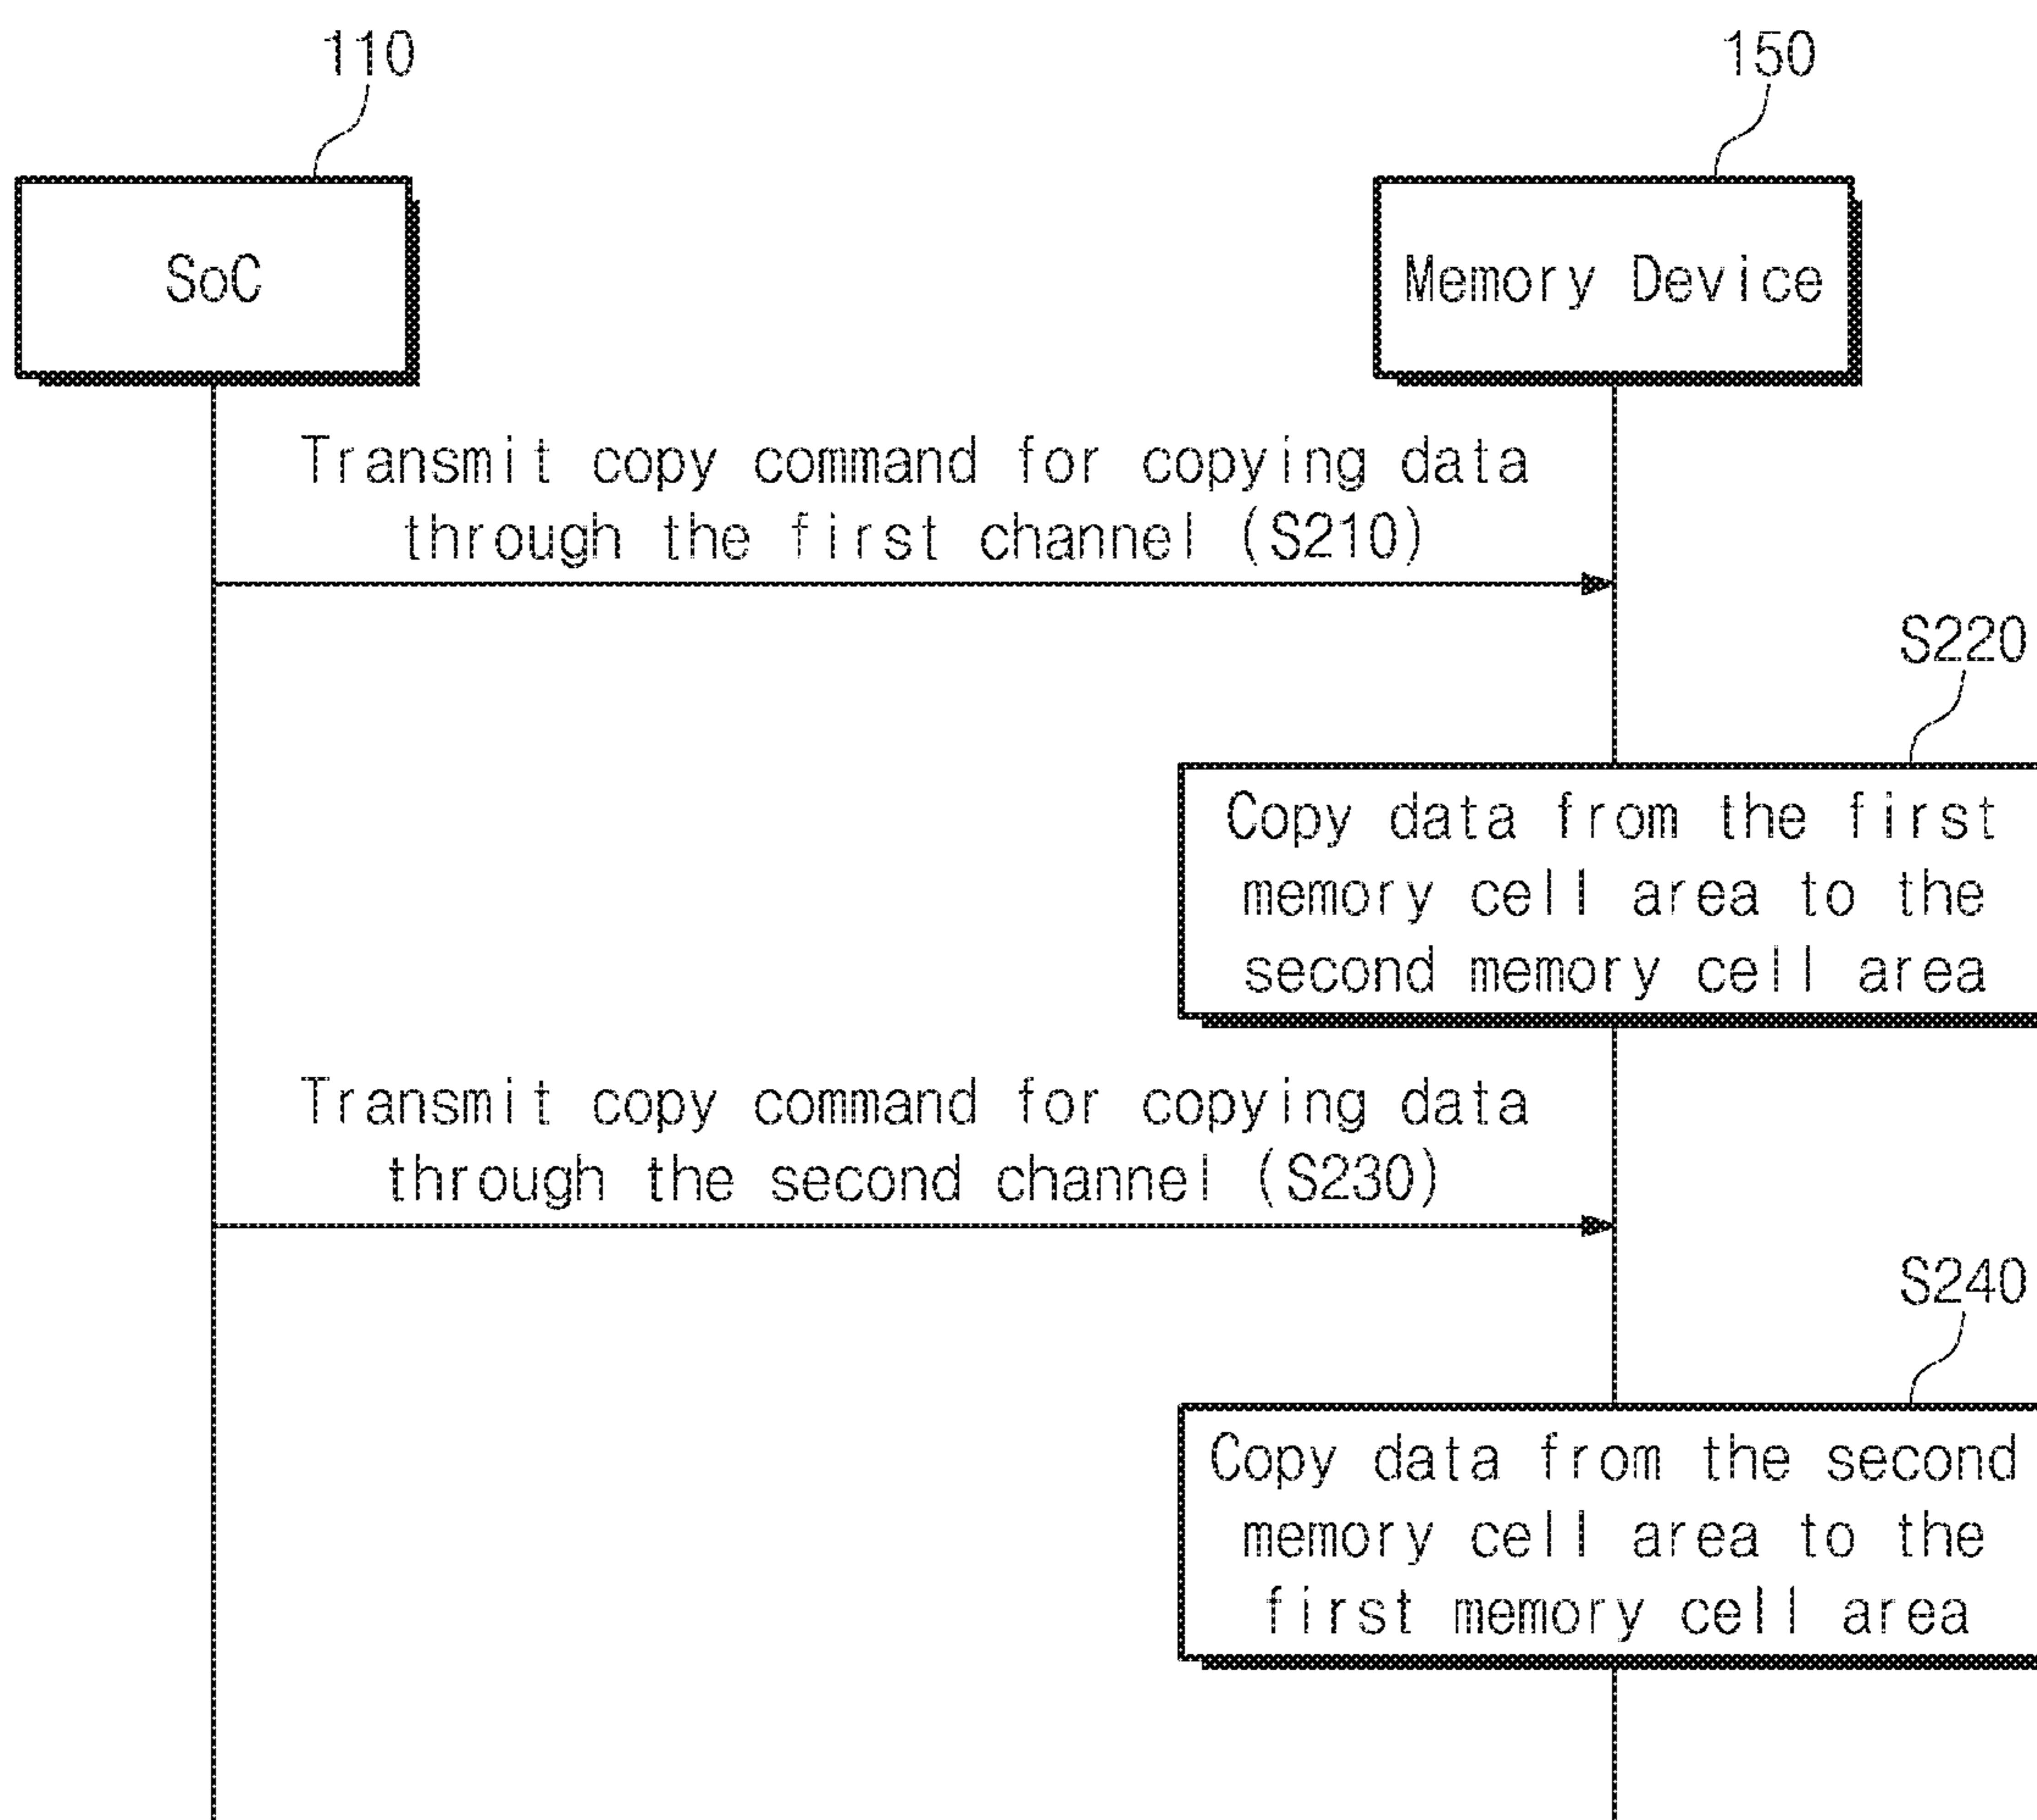 110
150
SoC
Memory Device
Transmit copy command for copying data
through the first channel (S210)
S220
Copy data from the first
memory cell area to the
second memory cell area
Transmit copy command for copying data
through the second channel (S230)
S240
Copy data from the second
memory cell area to the
first memory cell area